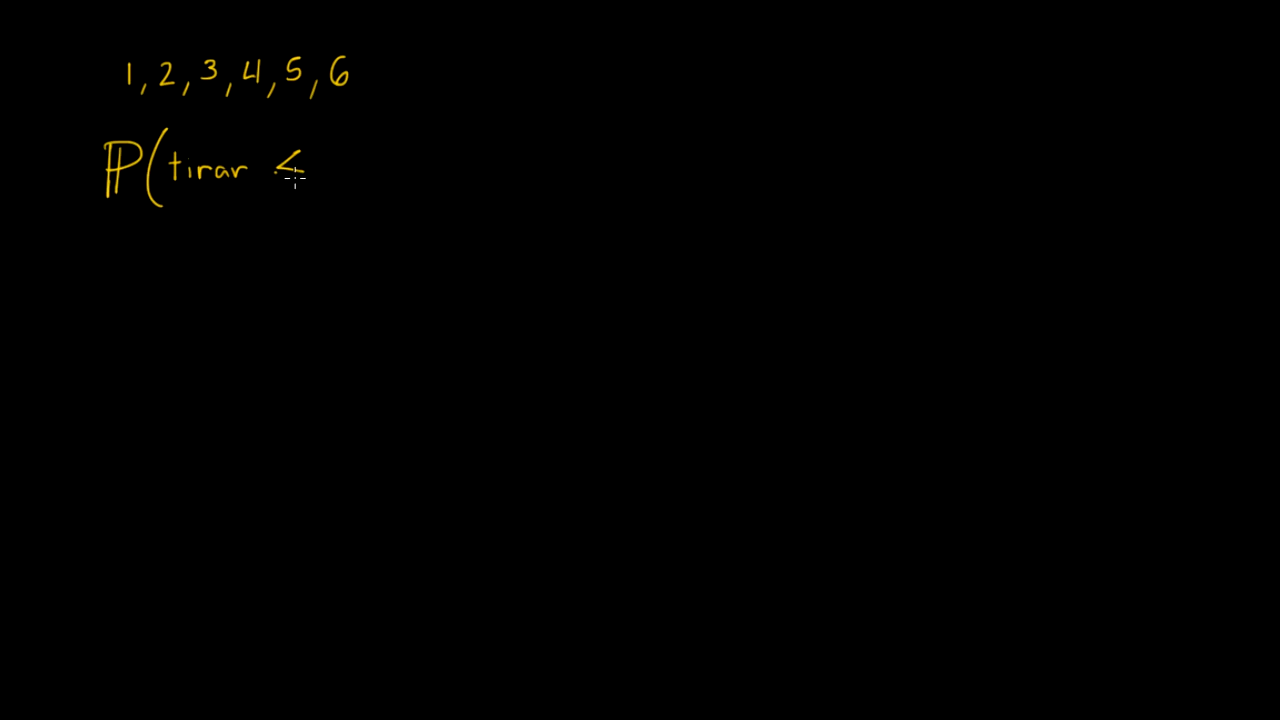 1, 2, 3, 4, 5, 6
ℙ(tirar <